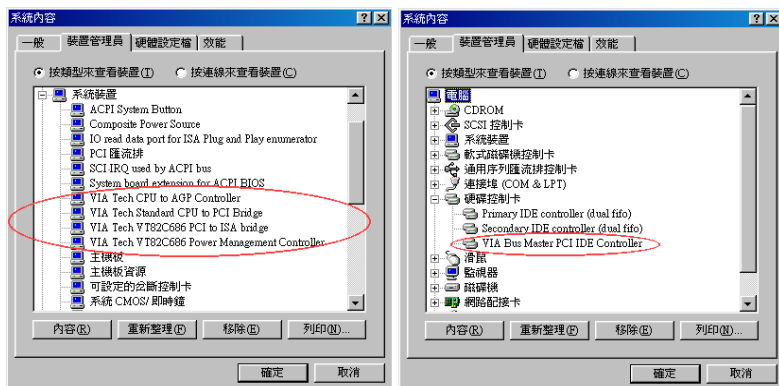 系統內容
一般
裝置管理員
硬體設定檔
效能
按類型來查看裝置(T)
按連線來查看裝置(C)
系統裝置
ACPI System Button
Composite Power Source
IO read data port for ISA Plug and Play enumerator
PCI 匯流排
SCI IRQ used by ACPI bus
System board extension for ACPI BIOS
VIA Tech CPU to AGP Controller
VIA Tech Standard CPU to PCI Bridge
VIA Tech VT82C686 PCI to ISA bridge
VIA Tech VT82C686 Power Management Controller
主機板
主機板資源
可設定的岔斷控制卡
系統 CMOS/即時鐘
內容(R)
重新整理(F)
移除(E)
列印(N)...
確定
取消
系統內容
一般
裝置管理員
硬體設定檔
效能
按類型來查看裝置(T)
按連線來查看裝置(C)
電腦
CDROM
SCSI 控制卡
系統裝置
軟式磁碟機控制卡
通用序列匯流排控制卡
連接埠 (COM & LPT)
硬碟控制卡
Primary IDE controller (dual fifo)
Secondary IDE controller (dual fifo)
VIA Bus Master PCI IDE Controller
滑鼠
監視器
磁碟機
網路配接卡
內容(R)
重新整理(F)
移除(E)
列印(N)...
確定
取消